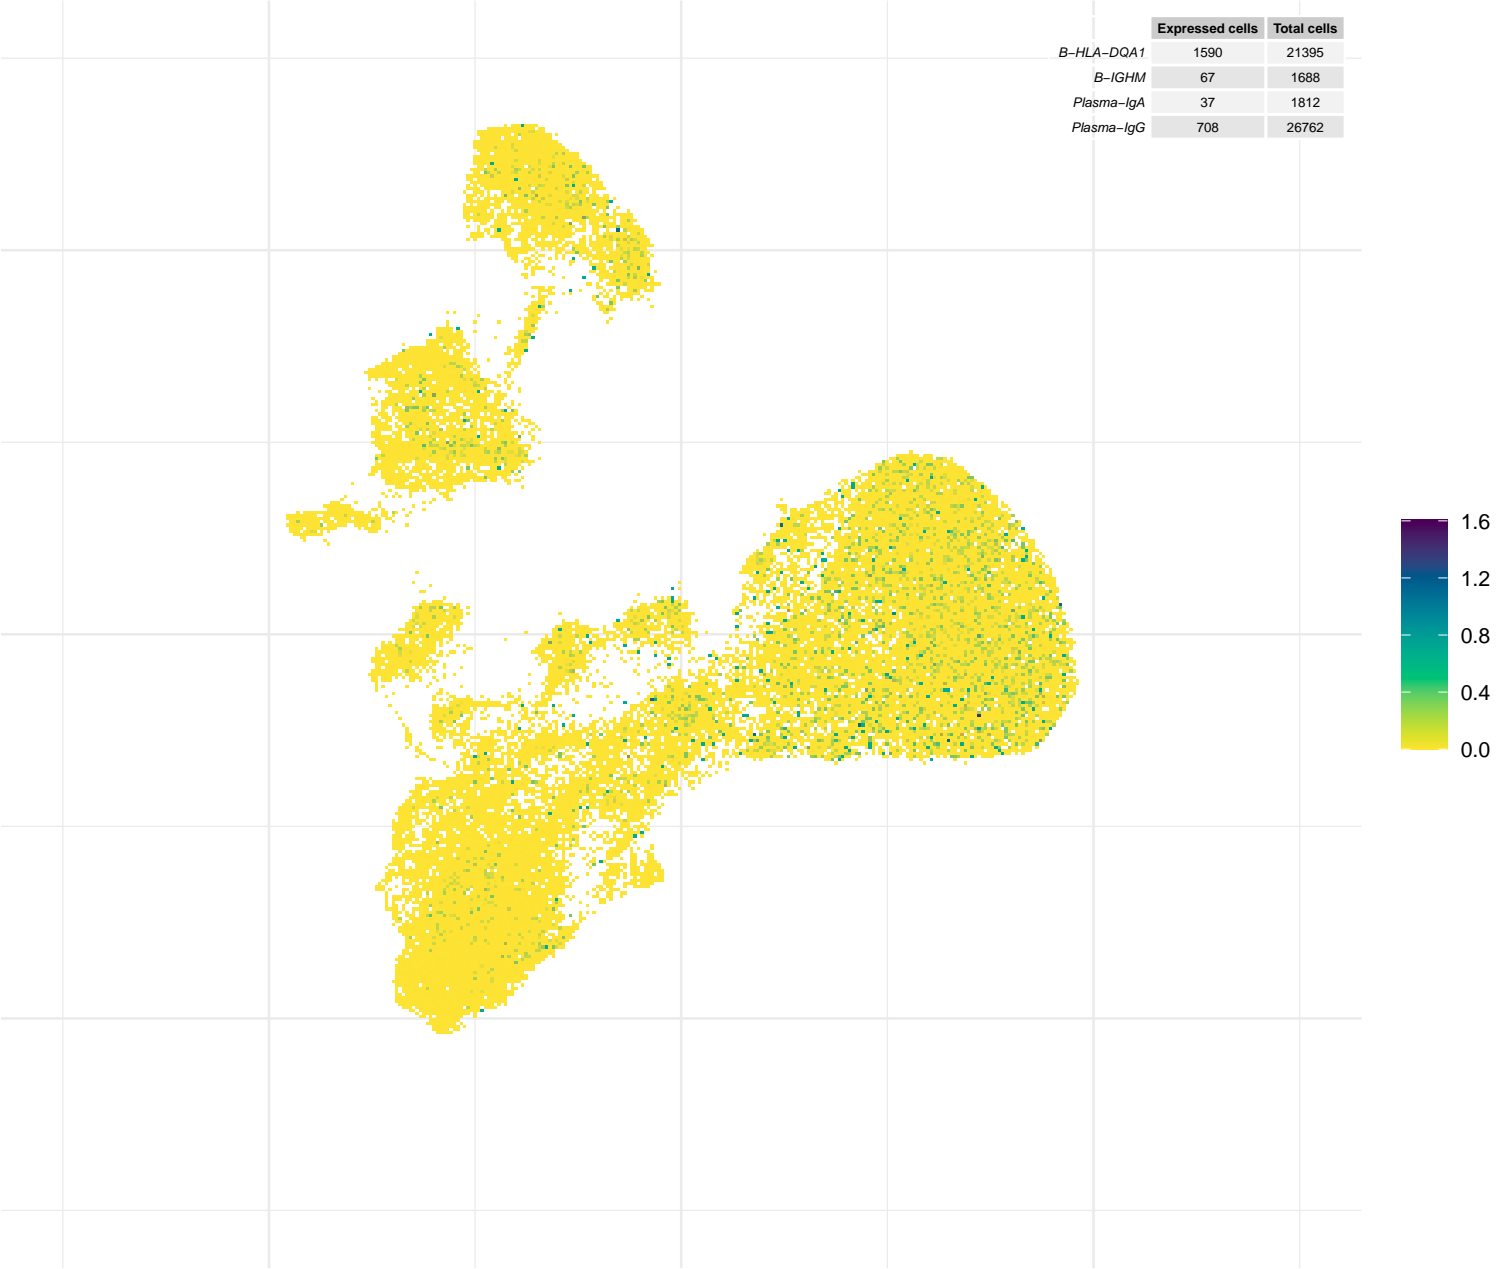 Expressed cells Total cells
B−HLA−DQA1 1590 21395
B−IGHM 67 1688
Plasma−IgA 37 1812
Plasma−IgG 708 26762
1.6
1.2
0.8
0.4
0.0